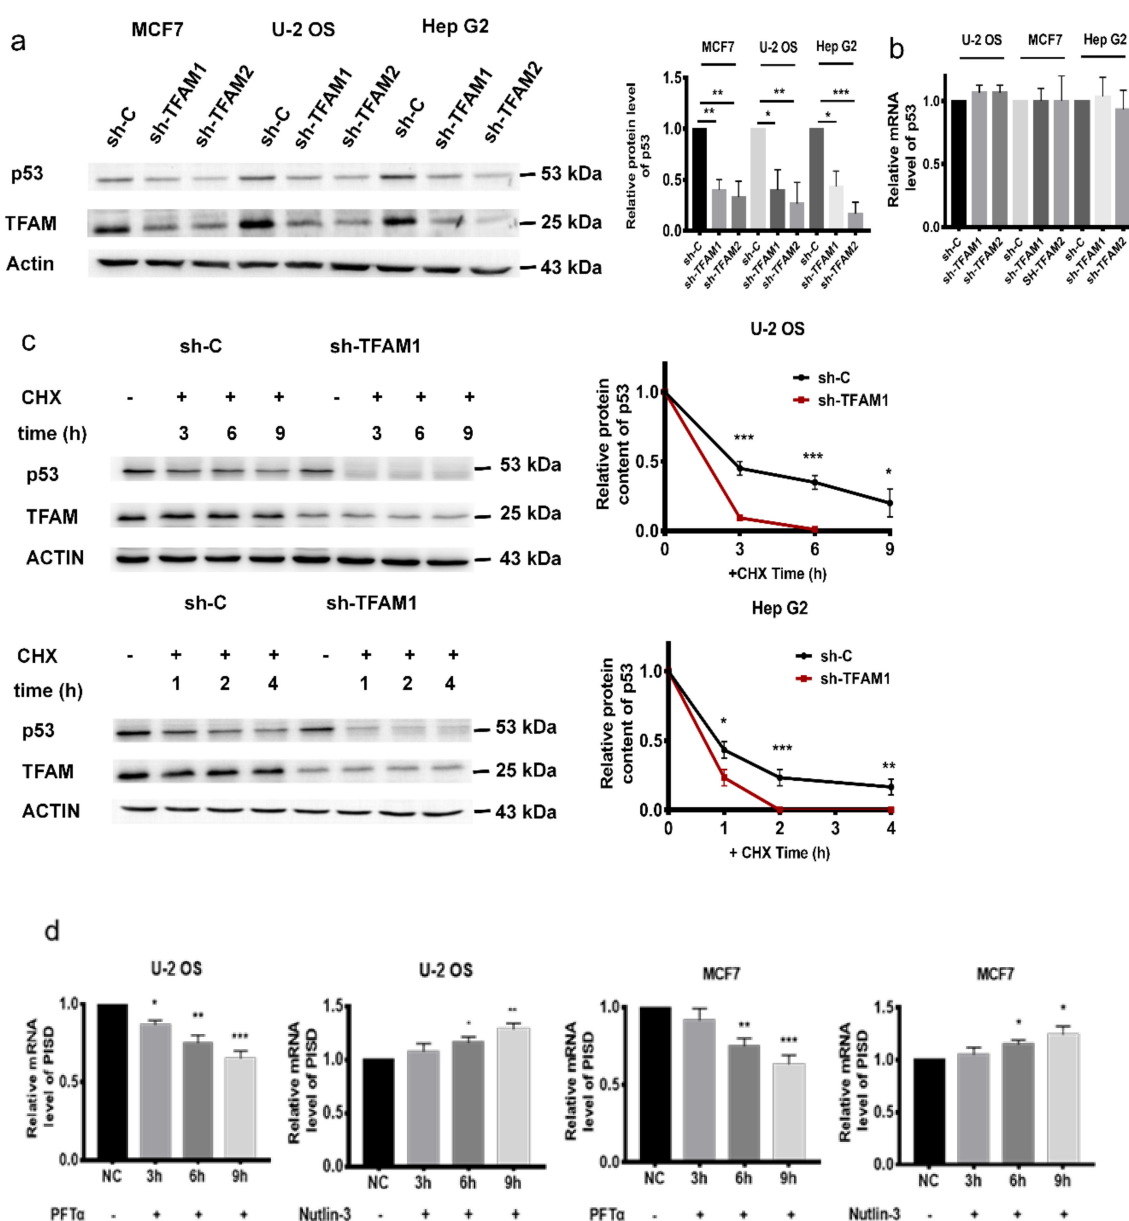 a
MCF7 U-2 OS Hep G2
sh-C sh-TFAM1 sh-TFAM2 sh-C sh-TFAM1 sh-TFAM2 sh-C sh-TFAM1 sh-TFAM2
p53 53 kDa
TFAM 25 kDa
Actin 43 kDa
MCF7 U-2 OS Hep G2
Relative protein level
of p53
1.5
1.0
0.5
0.0
** ** * ** * ***
sh-C sh-TFAM1 sh-TFAM2 sh-C sh-TFAM1 sh-TFAM2 sh-C sh-TFAM1 sh-TFAM2
b
U-2 OS MCF7 Hep G2
Relative mRNA
level of p53
1.0
0.5
0.0
sh-C sh-TFAM1 sh-TFAM2 sh-C sh-TFAM1 SH-TFAM2 sh-C sh-TFAM1 sh-TFAM2
c
sh-C sh-TFAM1
CHX - + + + - + + +
time (h) 3 6 9 3 6 9
p53 53 kDa
TFAM 25 kDa
ACTIN 43 kDa
U-2 OS
sh-C
sh-TFAM1
Relative protein
content of p53
1.0
0.5
0.0
*** *** *
0 3 6 9
+CHX Time (h)
sh-C sh-TFAM1
CHX - + + + - + + +
time (h) 1 2 4 1 2 4
p53 53 kDa
TFAM 25 kDa
ACTIN 43 kDa
Hep G2
sh-C
sh-TFAM1
Relative protein
content of p53
1.0
0.5
0.0
* *** **
0 1 2 3 4
+ CHX Time (h)
d
U-2 OS
Relative mRNA
level of PISD
1.0
0.5
0.0
* ** ***
NC 3h 6h 9h
PFTα - + + +
U-2 OS
Relative mRNA
level of PISD
1.5
1.0
0.5
0.0
* **
NC 3h 6h 9h
Nutlin-3 - + + +
MCF7
Relative mRNA
level of PISD
1.0
0.5
0.0
** ***
NC 3h 6h 9h
PFTα - + + +
MCF7
Relative mRNA
level of PISD
1.5
1.0
0.5
0.0
* *
NC 3h 6h 9h
Nutlin-3 - + + +